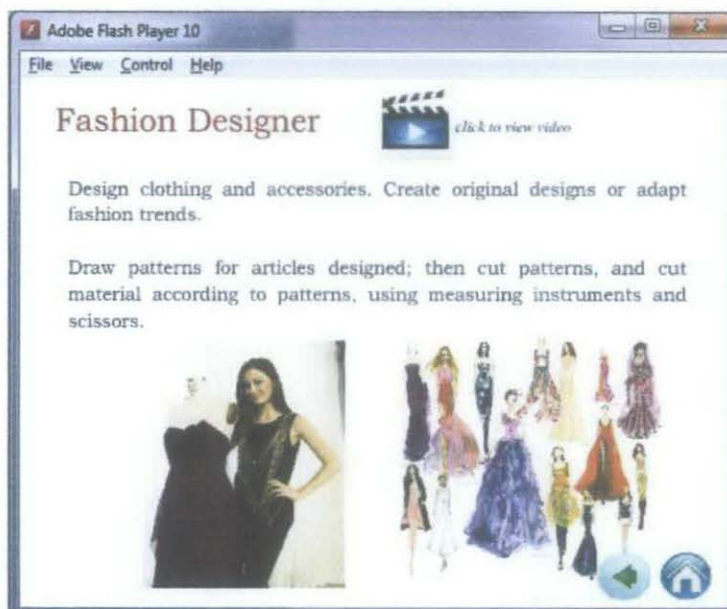 Adobe Flash Player 10
File View Control Help
Fashion Designer
click to view video
Design clothing and accessories. Create original designs or adapt
fashion trends.
Draw patterns for articles designed; then cut patterns, and cut
material according to patterns, using measuring instruments and
scissors.